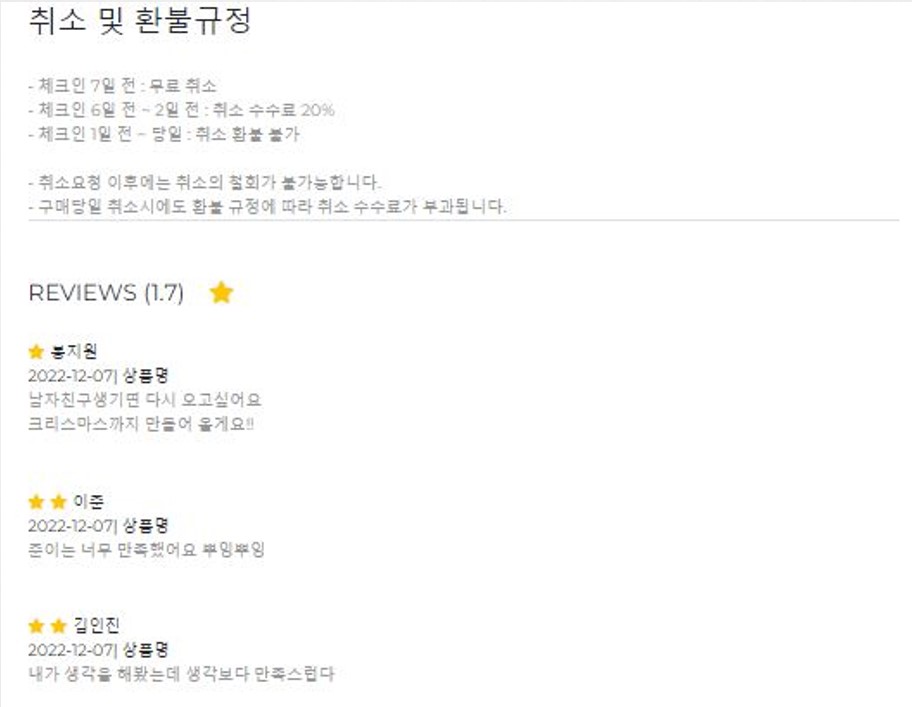 취소 및 환불규정
- 체크인 7일 전 : 무료 취소
- 체크인 6일 전 ~ 2일 전 : 취소 수수료 20%
- 체크인 1일 전 ~ 당일 : 취소 환불 불가
- 취소요청 이후에는 취소의 철회가 불가능합니다.
- 구매당일 취소시에도 환불 규정에 따라 취소 수수료가 부과됩니다.
REVIEWS (1.7)
봉지원
2022-12-07| 상품명
남자친구생기면 다시 오고싶어요
크리스마스까지 만들어 올게요!!
이준
2022-12-07| 상품명
준이는 너무 만족했어요 뿌잉뿌잉
김인진
2022-12-07| 상품명
내가 생각을 해봤는데 생각보다 만족스럽다